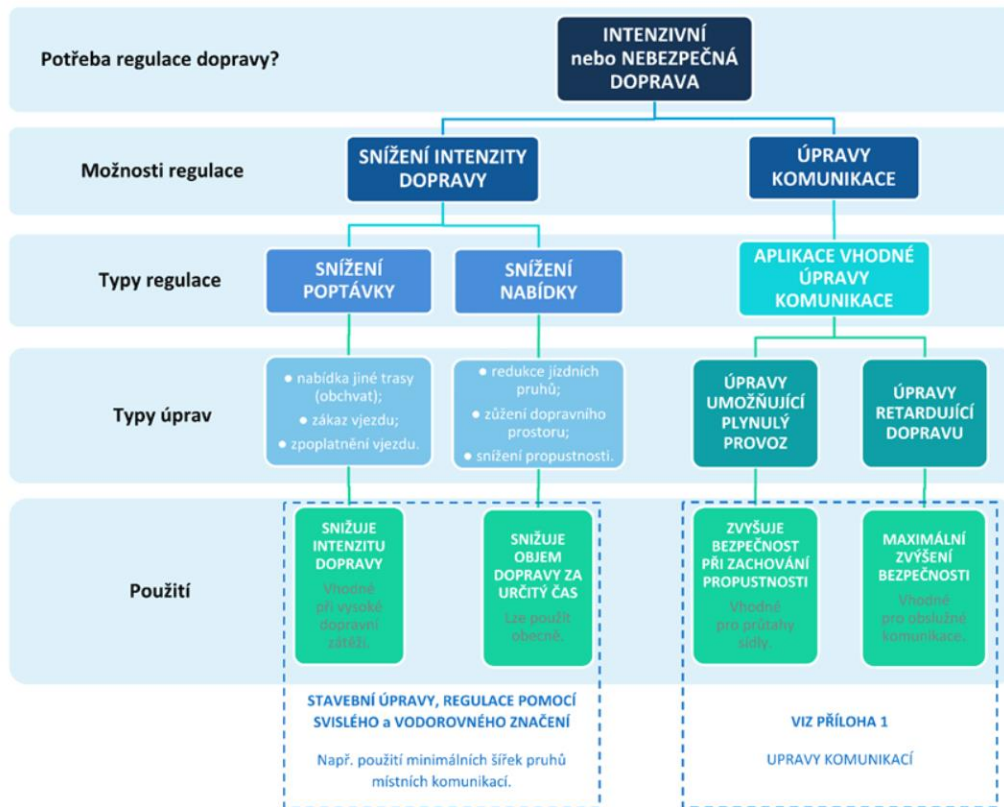 Potřeba regulace dopravy?
INTENZIVNÍ
nebo NEBEZPEČNÁ
DOPRAVA
Možnosti regulace
SNÍŽENÍ INTENZITY
DOPRAVY
ÚPRAVY
KOMUNIKACE
Typy regulace
SNÍŽENÍ
POPTÁVKY
SNÍŽENÍ
NABÍDKY
APLIKACE VHODNÉ
ÚPRAVY
KOMUNIKACE
Typy úprav
● nabídka jiné trasy
(obchvat);
● zákaz vjezdu;
● zpoplatnění vjezdu.
● redukce jízdních
pruhů;
● zúžení dopravního
prostoru;
● snížení propustnosti.
ÚPRAVY
UMOŽŇUJÍCÍ
PLYNULÝ
PROVOZ
ÚPRAVY
RETARDUJÍCÍ
DOPRAVU
Použití
SNIŽUJE
INTENZITU
DOPRAVY
Vhodné
při vysoké
dopravní
zátěži.
SNIŽUJE
OBJEM
DOPRAVY ZA
URČITÝ ČAS
Lze použít
obecně.
ZVYŠUJE
BEZPEČNOST
PŘI ZACHOVÁNÍ
PROPUSTNOSTI
Vhodné
pro průtahy
sídly.
MAXIMÁLNÍ
ZVÝŠENÍ
BEZPEČNOSTI
Vhodné
pro obslužné
komunikace.
STAVEBNÍ ÚPRAVY, REGULACE POMOCÍ
SVISLÉHO a VODOROVNÉHO ZNAČENÍ
Např. použití minimálních šířek pruhů
místních komunikací.
VIZ PŘÍLOHA 1
UPRAVY KOMUNIKACÍ